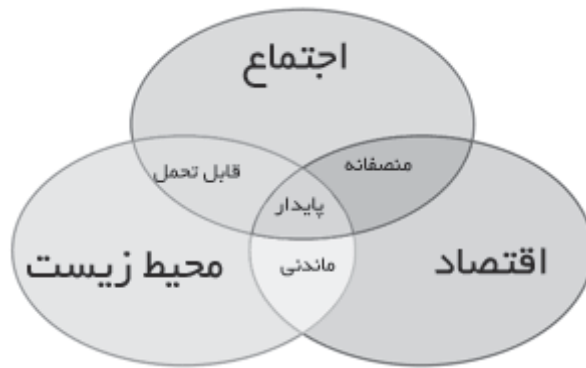 اجتماع
منصفانه
قابل تحمل
پایدار
اقتصاد
ماندنی
محیط زیست